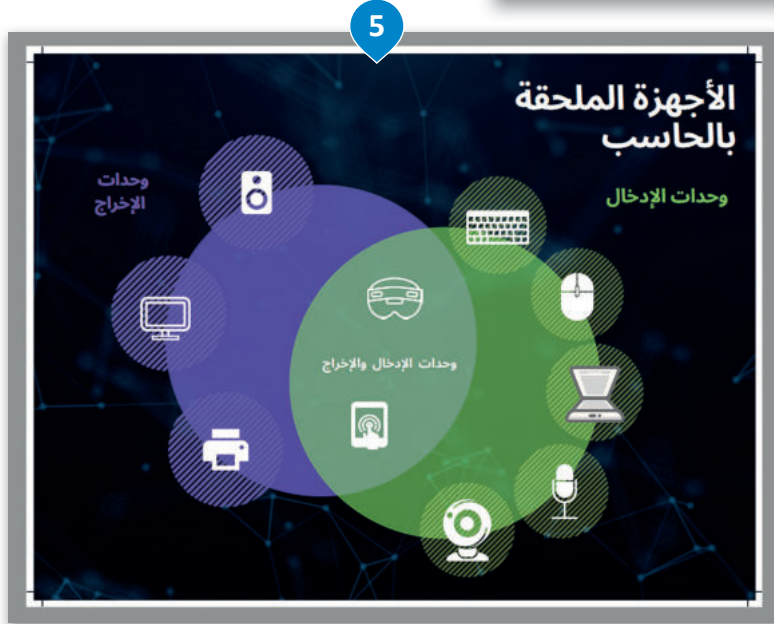 5
الأجهزة الملحقة
بالحاسب
وحدات الإدخال
وحدات
الإخراج
وحدات الإدخال والإخراج